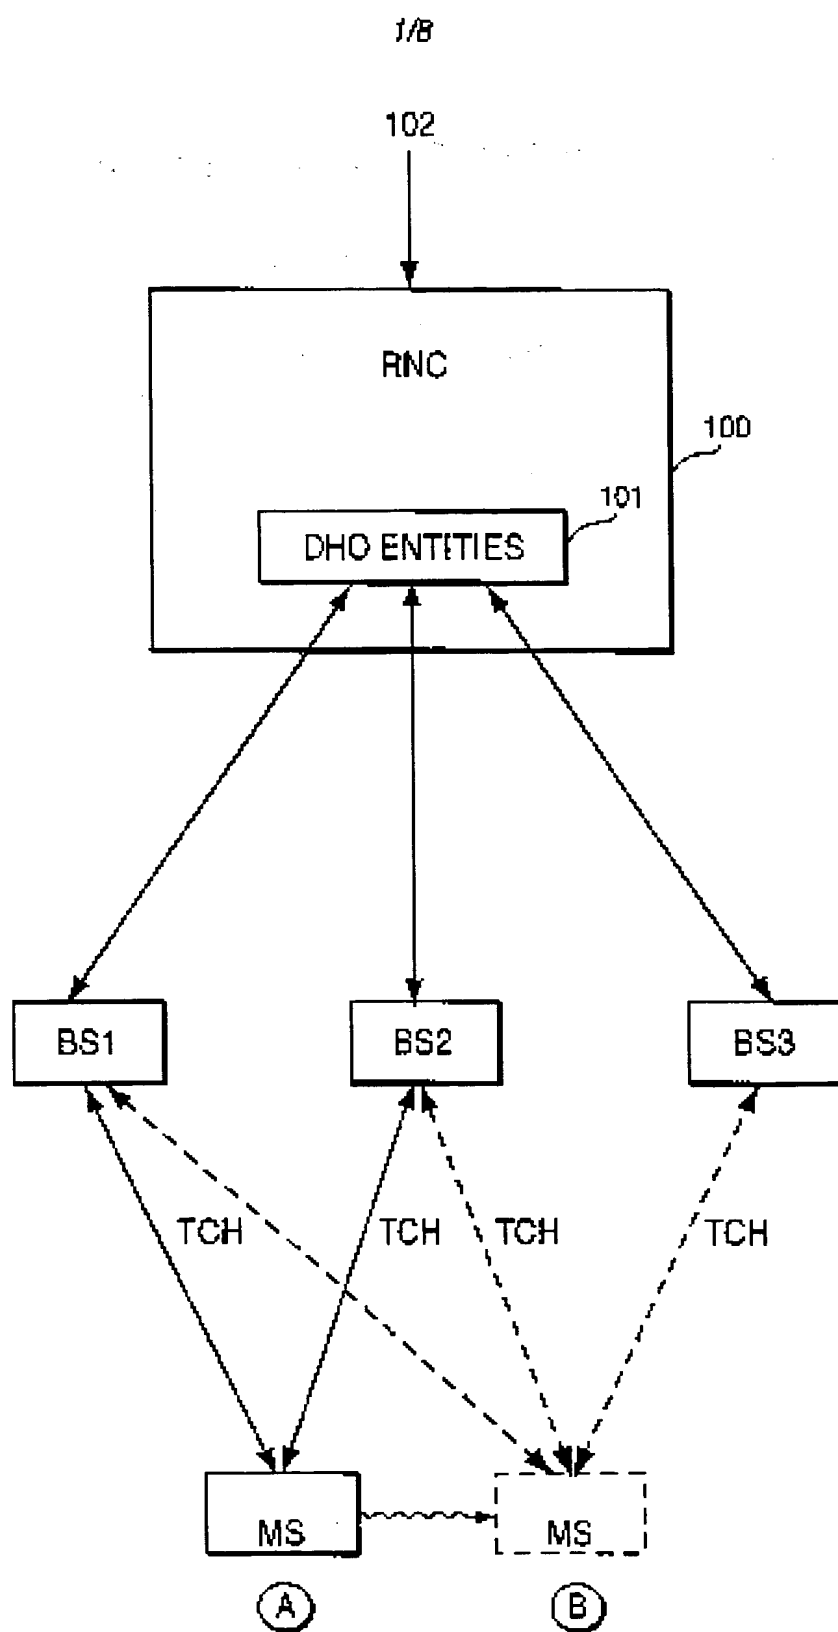 1/8
102
RNC
100
101
DHO ENTITIES
BS1
BS2
BS3
TCH
TCH
TCH
TCH
MS
MS
A
B